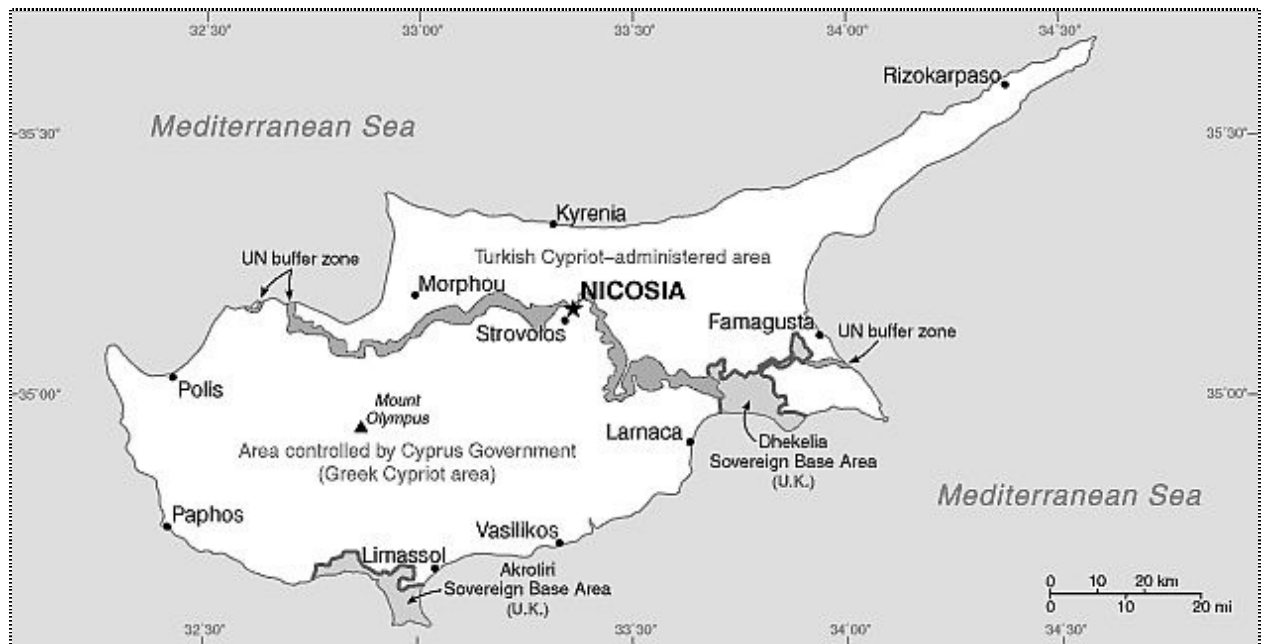 32°30" 33°00" 33°30" 34°00" 34°30"
Rizokarpaso
Mediterranean Sea
35°30" 35°30"
Kyrenia
Turkish Cypriot–administered area
UN buffer zone
Morphou
NICOSIA
Strovolos
Famagusta
UN buffer zone
35°00" 35°00"
Polis
Mount
Olympus
Larnaca
Dhekelia
Sovereign Base Area
(U.K.)
Area controlled by Cyprus Government
(Greek Cypriot area)
Mediterranean Sea
Paphos
Vasilikos
Limassol
Akroliri
Sovereign Base Area
(U.K.)
0 10 20 km
0 10 20 mi
32°30" 33°00" 33°30" 34°00" 34°30"